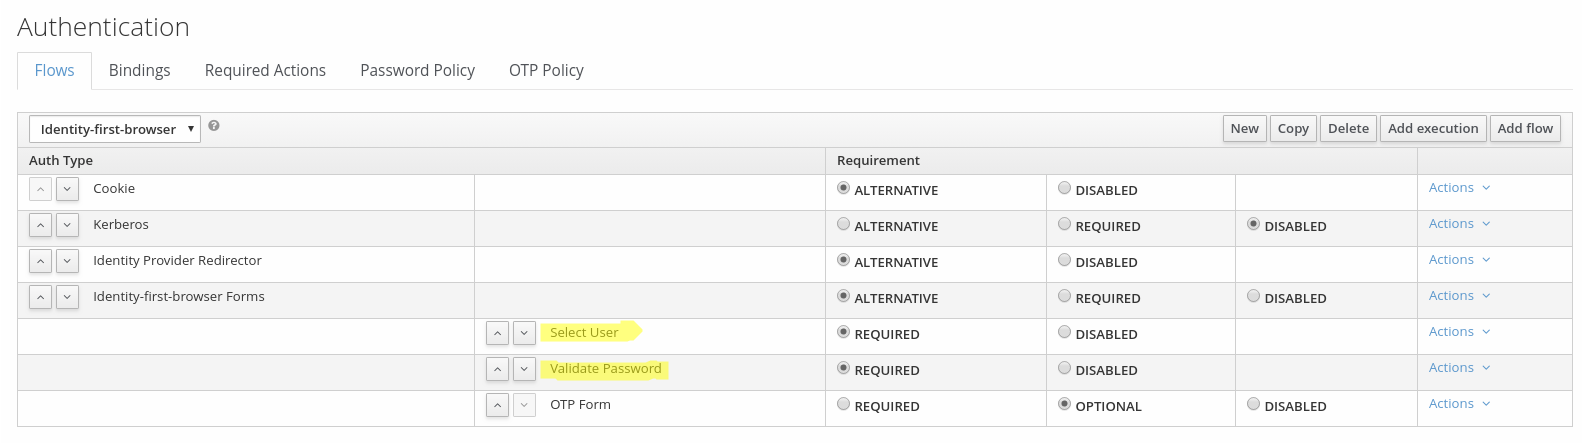 Authentication
Flows Bindings Required Actions Password Policy OTP Policy
Identity-first-browser ? New Copy Delete Add execution Add flow
Auth Type Requirement
Cookie ALTERNATIVE DISABLED Actions
Kerberos ALTERNATIVE REQUIRED DISABLED Actions
Identity Provider Redirector ALTERNATIVE DISABLED Actions
Identity-first-browser Forms ALTERNATIVE REQUIRED DISABLED Actions
Select User REQUIRED DISABLED Actions
Validate Password REQUIRED DISABLED Actions
OTP Form REQUIRED OPTIONAL DISABLED Actions